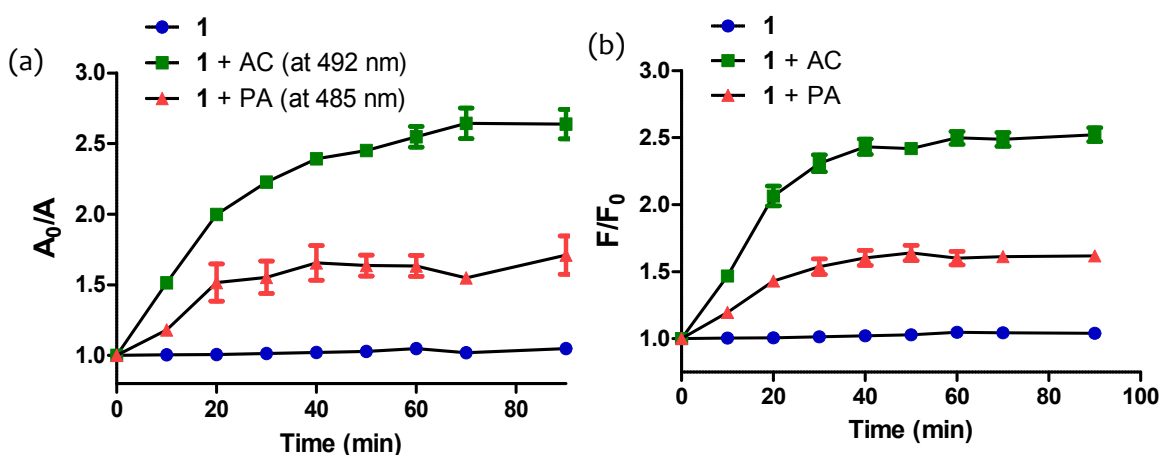 (a)
1
1 + AC (at 492 nm)
1 + PA (at 485 nm)
3.0
2.5
2.0
1.5
1.0
A₀/A
0 20 40 60 80
Time (min)
(b)
1
1 + AC
1 + PA
3.0
2.5
2.0
1.5
1.0
F/F₀
0 20 40 60 80 100
Time (min)